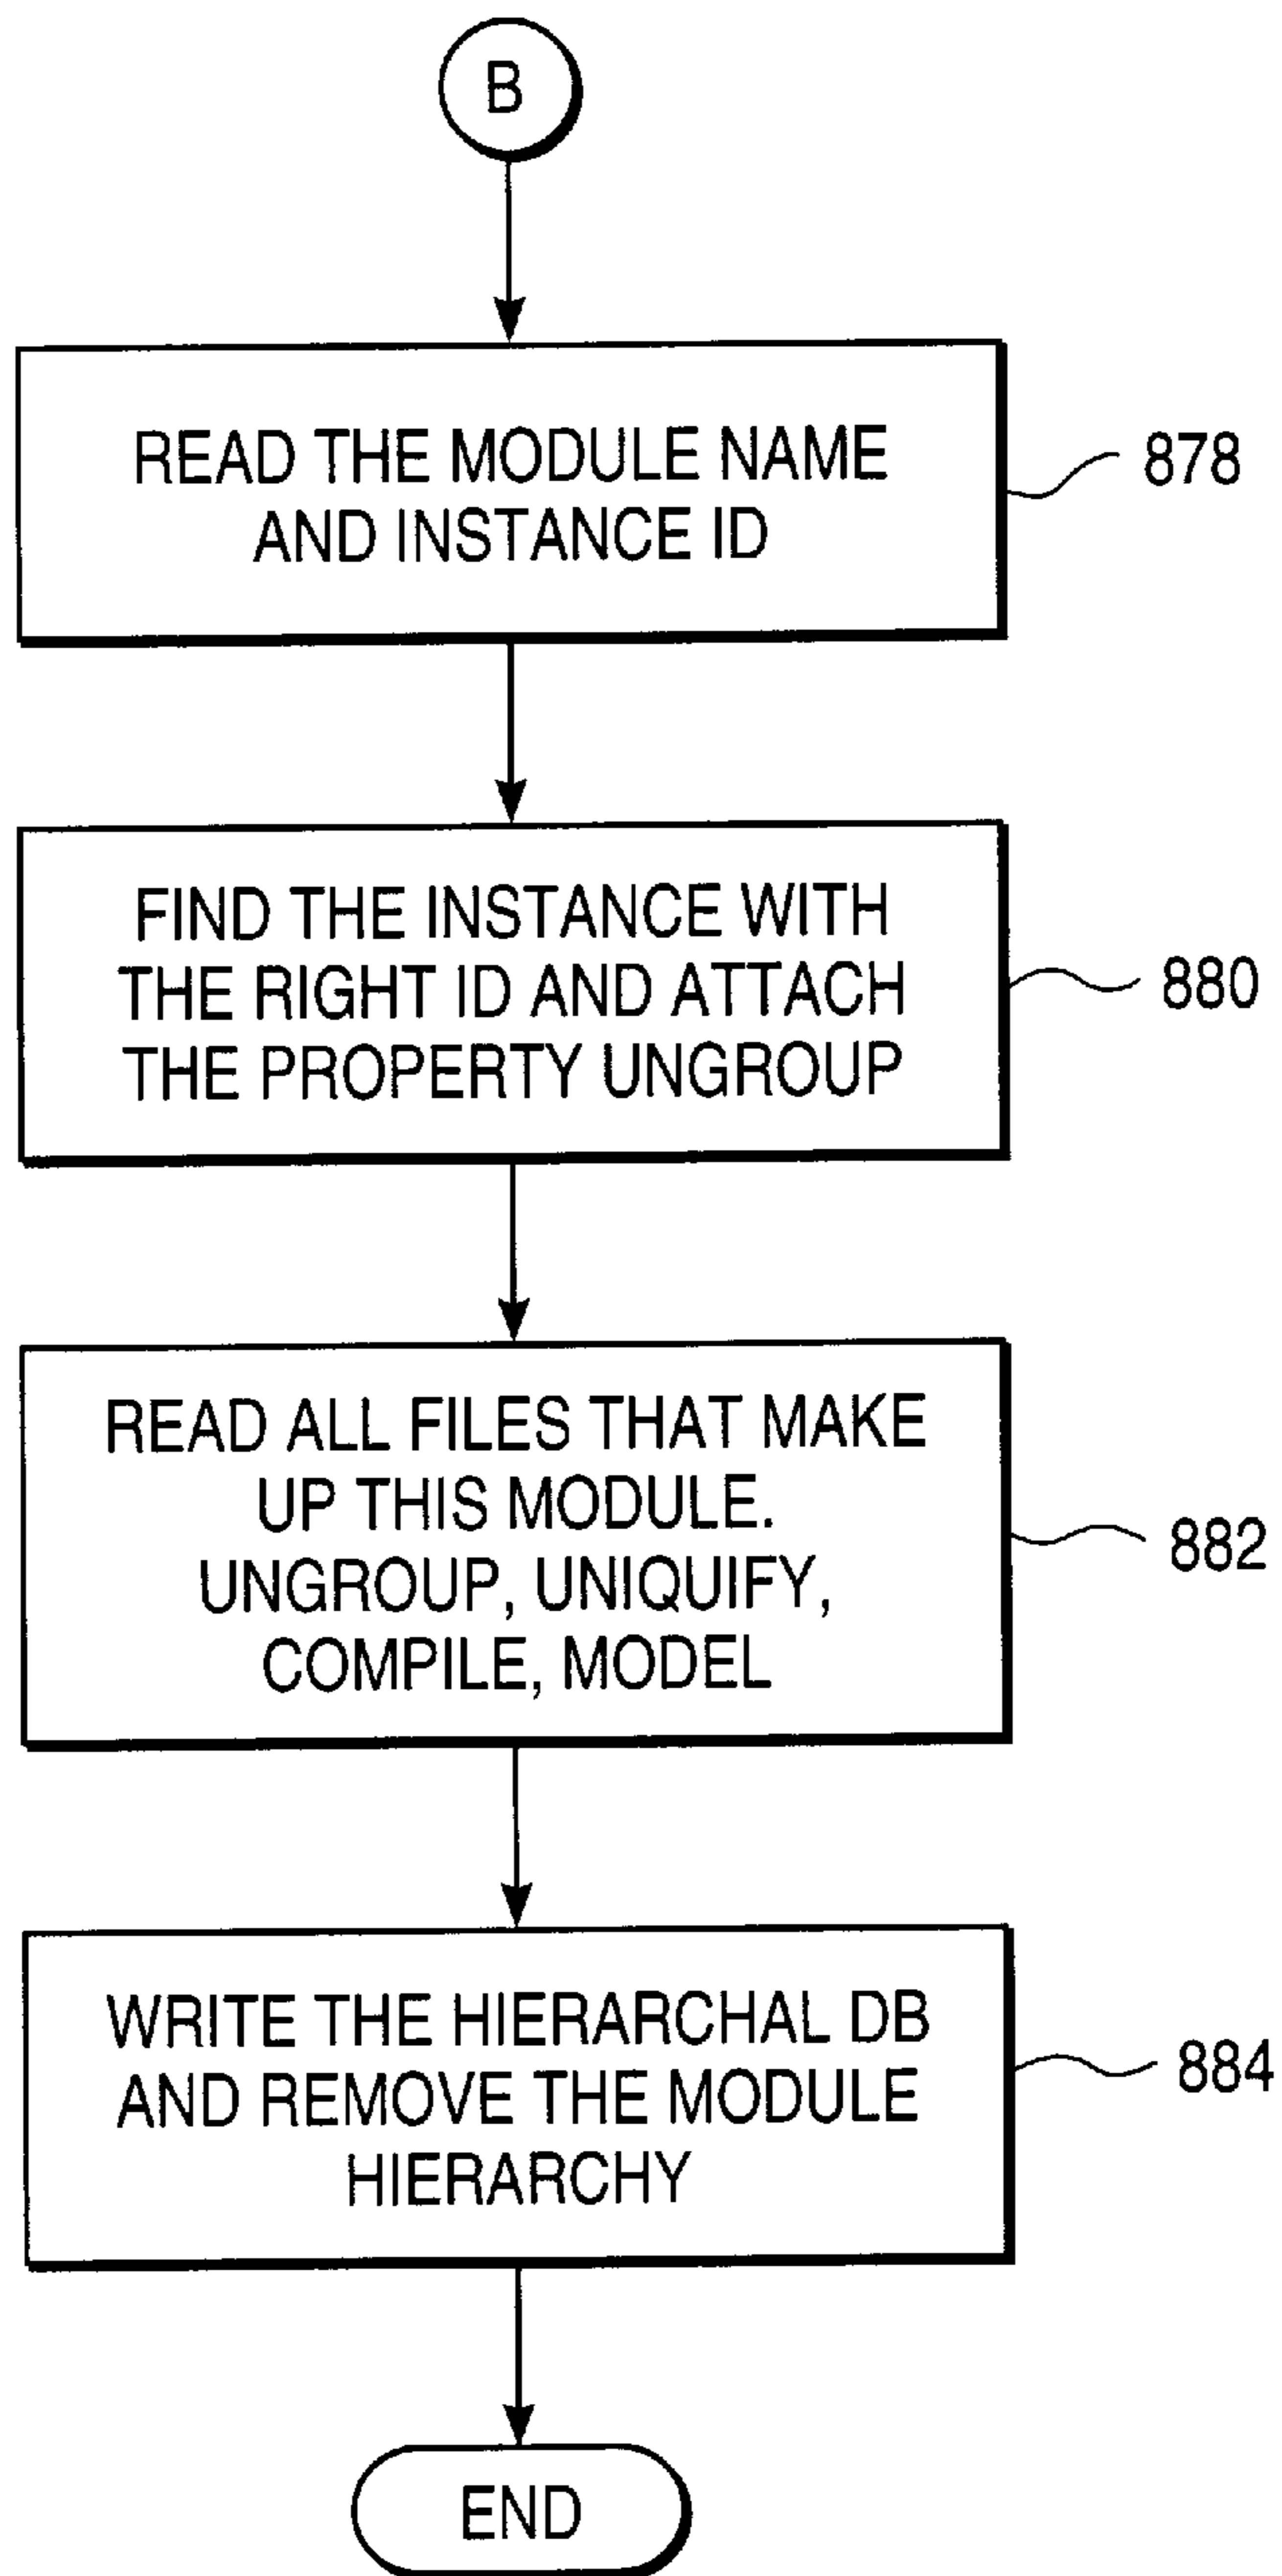 B
READ THE MODULE NAME
AND INSTANCE ID
878
FIND THE INSTANCE WITH
THE RIGHT ID AND ATTACH
THE PROPERTY UNGROUP
880
READ ALL FILES THAT MAKE
UP THIS MODULE.
UNGROUP, UNIQUIFY,
COMPILE, MODEL
882
WRITE THE HIERARCHAL DB
AND REMOVE THE MODULE
HIERARCHY
884
END